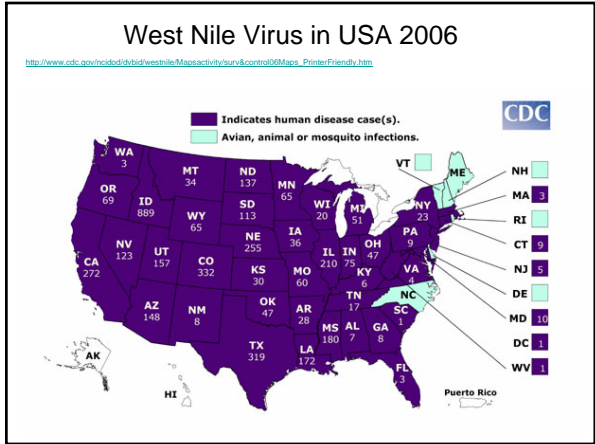 West Nile Virus in USA 2006
http://www.cdc.gov/ncidod/dvbid/westnile/Mapsactivity/surv&control06Maps_PrinterFriendly.htm
Indicates human disease case(s).
Avian, animal or mosquito infections.
CDC
WA
3
OR
69
ID
889
MT
34
ND
137
MN
65
WI
20
MI
51
NY
23
VT
ME
NH
MA 3
RI
CT 9
NJ 5
DE
MD 10
DC 1
WV 1
WY
65
SD
113
IA
36
NE
255
NV
123
UT
157
CO
332
CA
272
KS
30
MO
60
IL
210
IN
75
OH
47
PA
9
KY
6
VA
4
NC
TN
17
SC
1
AZ
148
NM
8
OK
47
AR
28
MS
180
AL
7
GA
8
TX
319
LA
172
FL
3
AK
HI
Puerto Rico